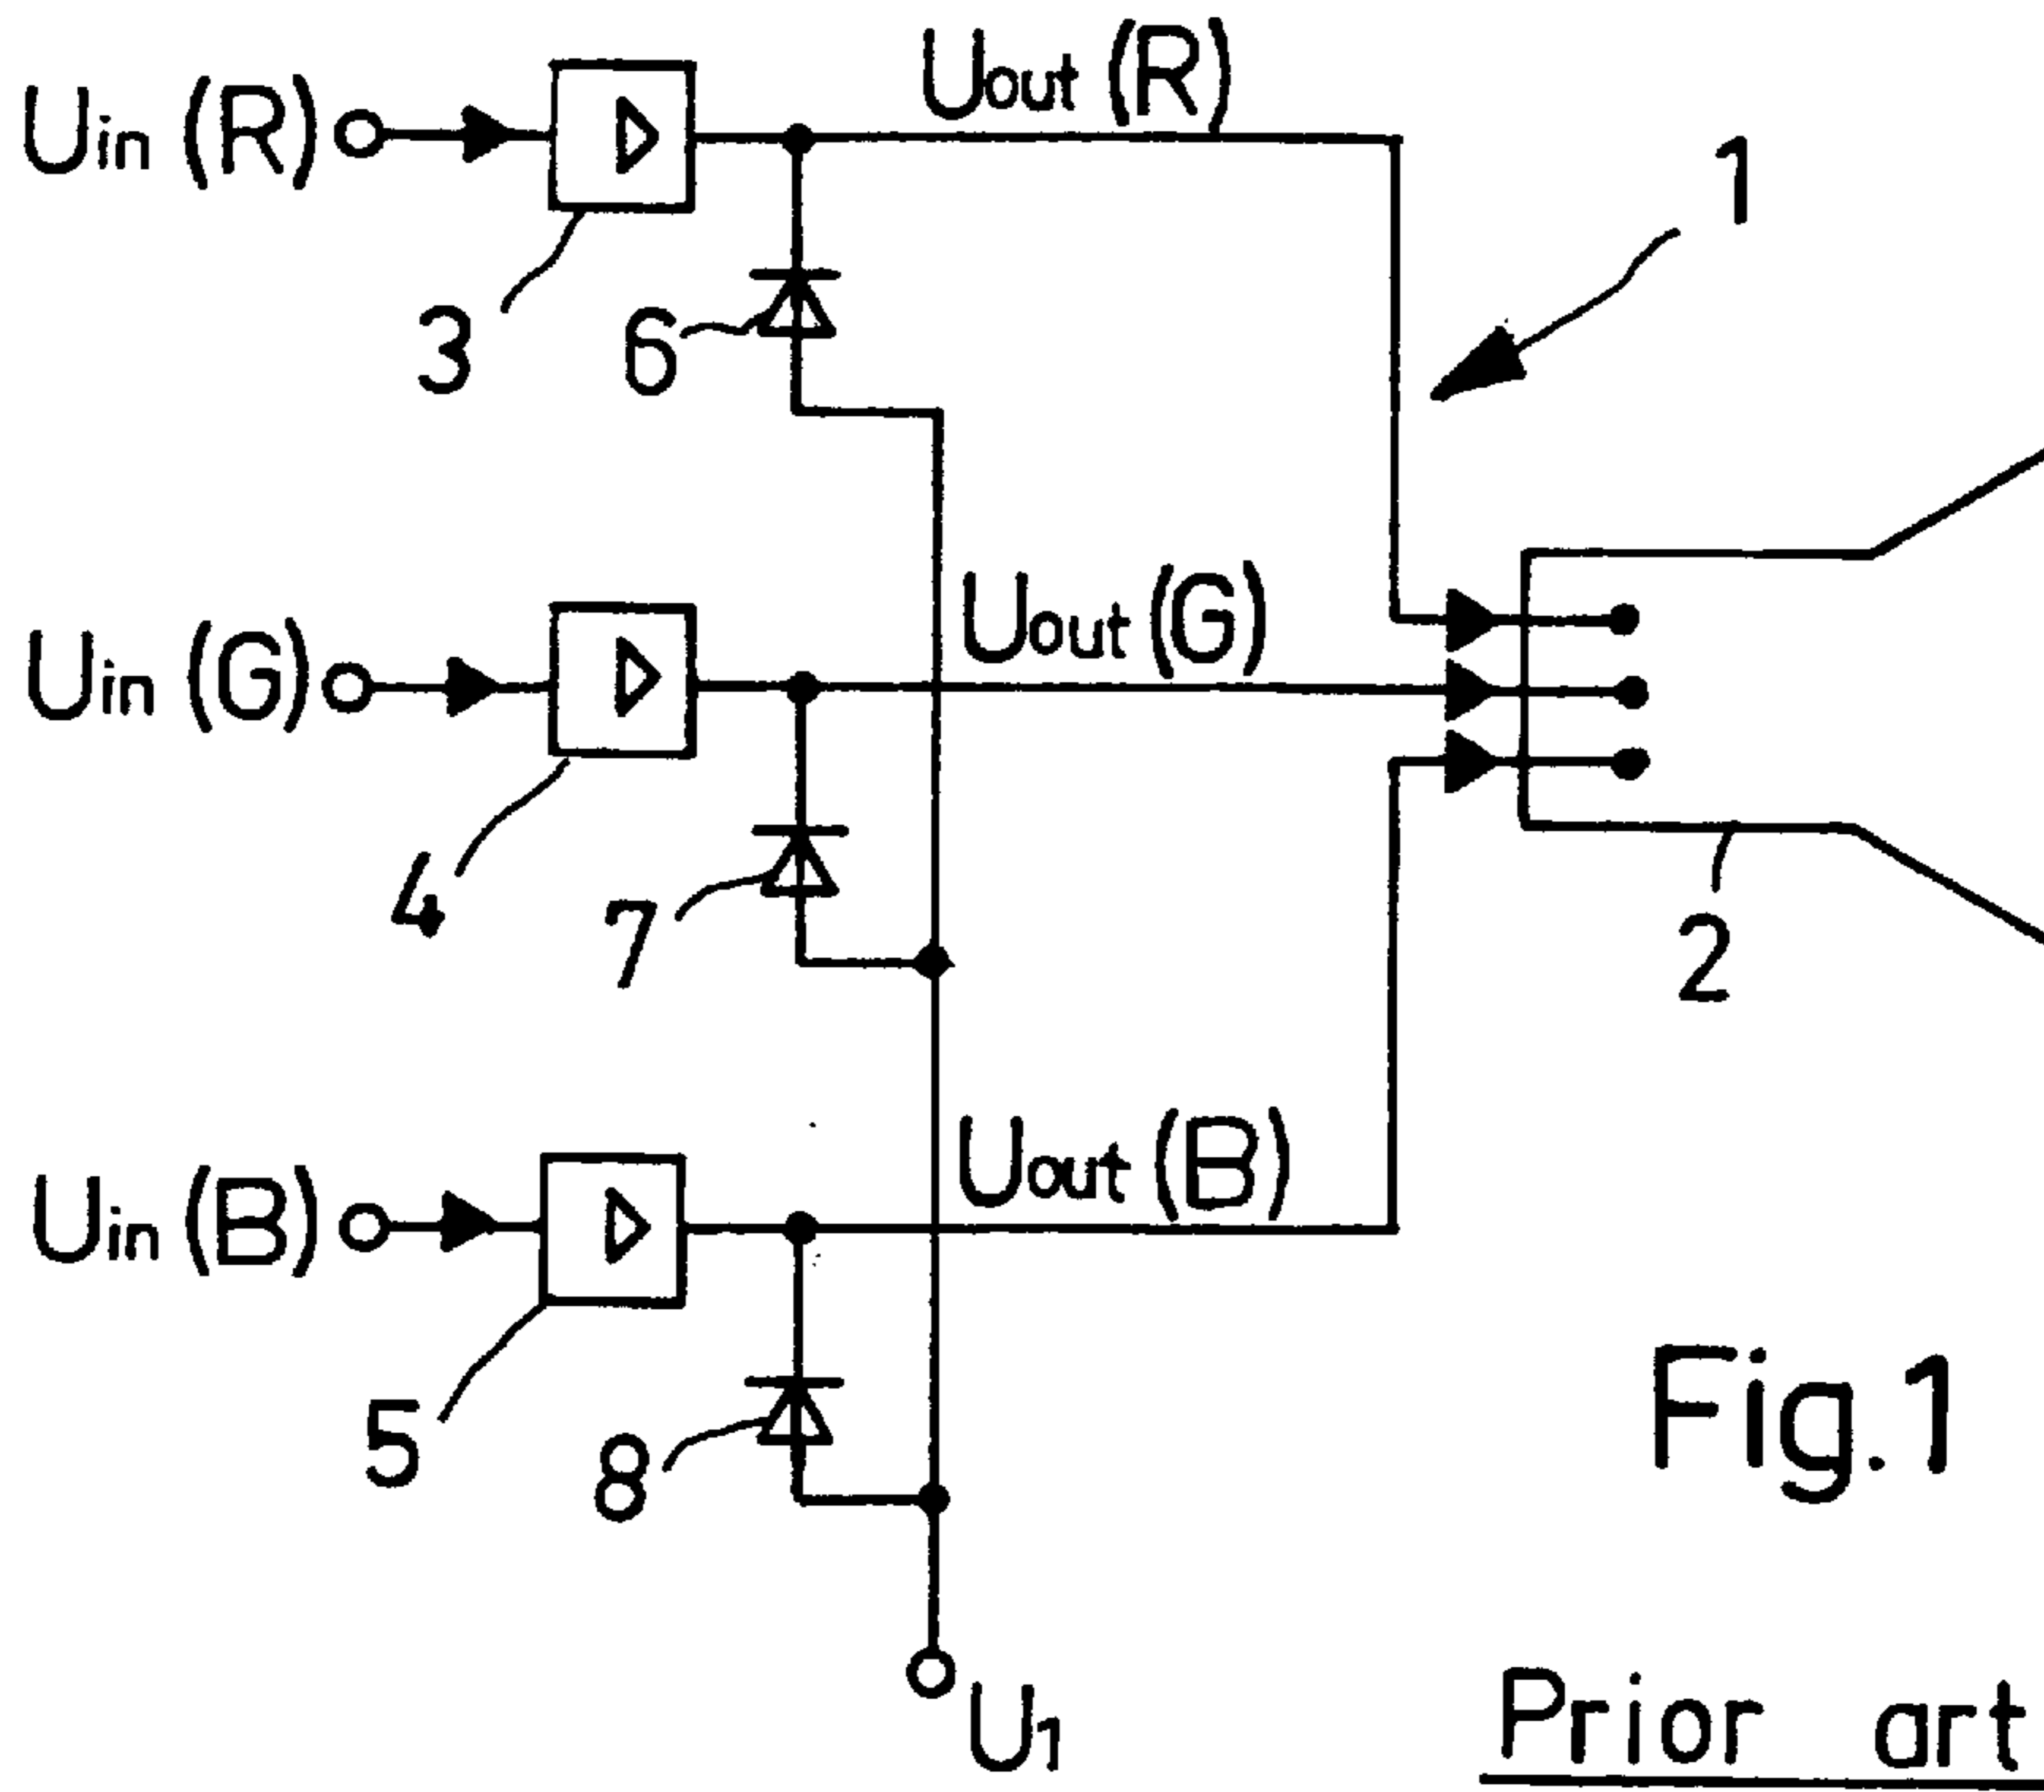 Uout (R)
Uin (R)
1
3
6
Uout (G)
Uin (G)
4
7
2
Uout (B)
Uin (B)
5
8
Fig.1
U1
Prior art